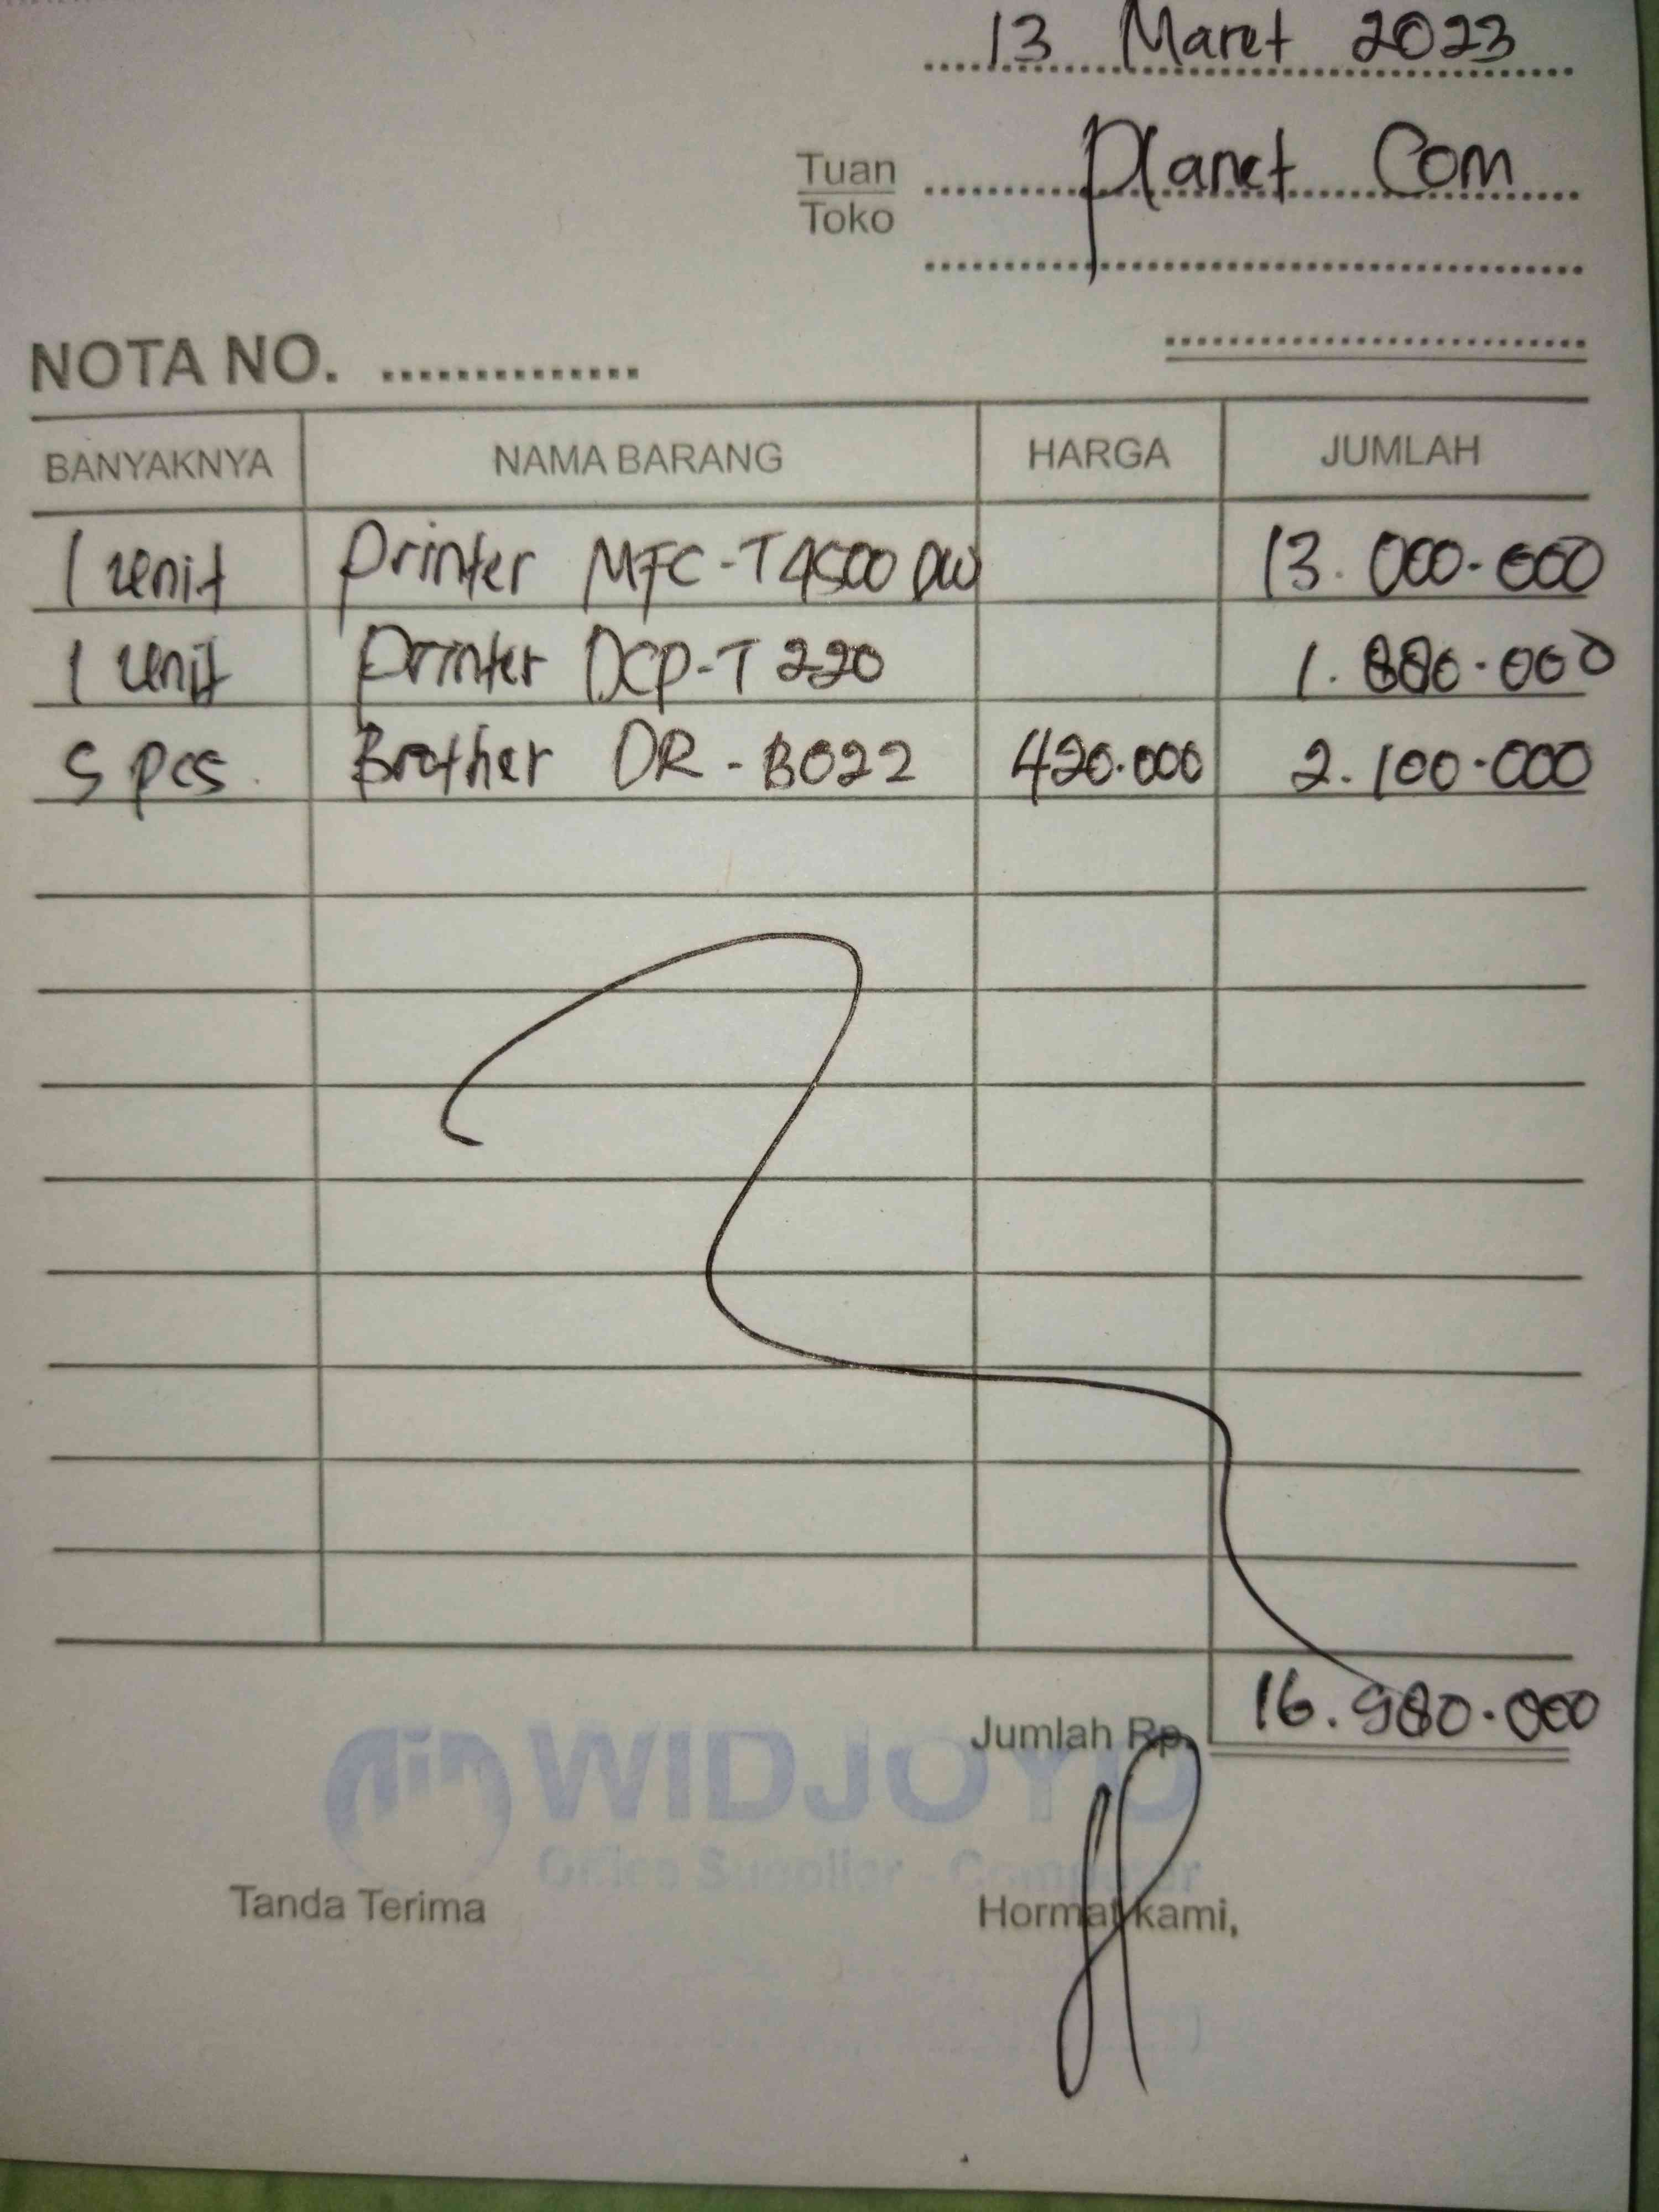 13 Maret 2023
Tuan Planet Com
Toko
NOTA NO. ..............
BANYAKNYA NAMA BARANG HARGA JUMLAH
1 unit Printer MFC-T4500 DW 13.000.000
1 unit Printer DCP-T220 1.880.000
5 pcs Brother DR-B022 420.000 2.100.000
Jumlah Rp. 16.980.000
WIDJOYO
Office Supplier - Computer
Tanda Terima Hormat kami,